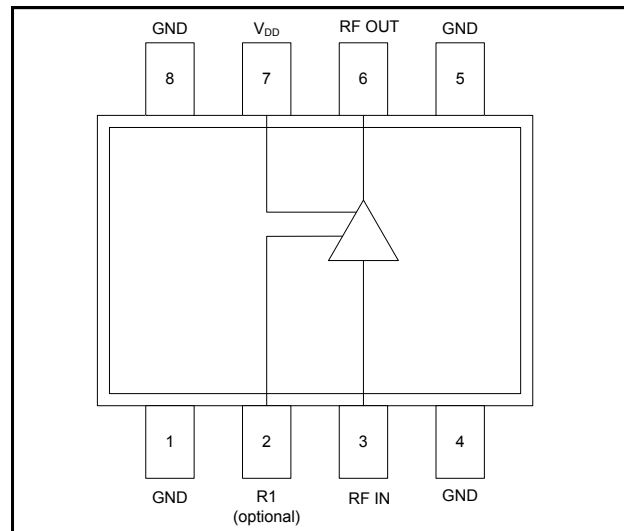 GND VDD RF OUT GND
8 7 6 5
1 2 3 4
GND R1 RF IN GND
(optional)